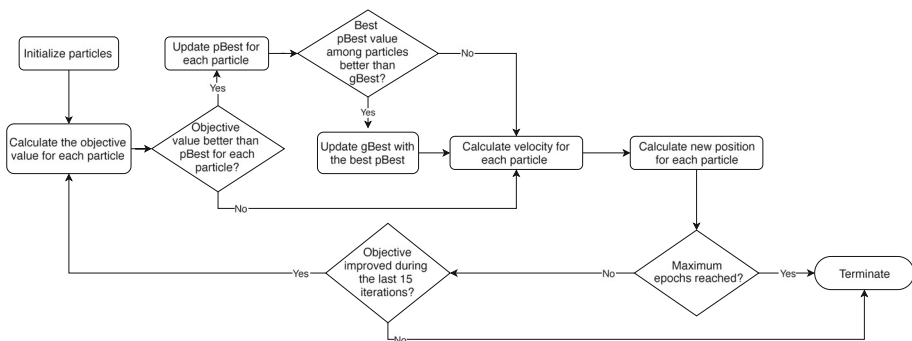 Initialize particles
Update pBest for
each particle
Best
pBest value
among particles
better than
gBest?
No
Yes
Yes
Calculate the objective
value for each particle
Objective
value better than
pBest for each
particle?
Update gBest with
the best pBest
Calculate velocity for
each particle
Calculate new position
for each particle
No
Yes
Objective
improved during
the last 15
iterations?
No
Maximum
epochs reached?
Yes
Terminate
No